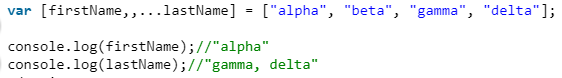 var [firstName,,...lastName] = ["alpha", "beta", "gamma", "delta"];
console.log(firstName);//"alpha"
console.log(lastName);//"gamma, delta"